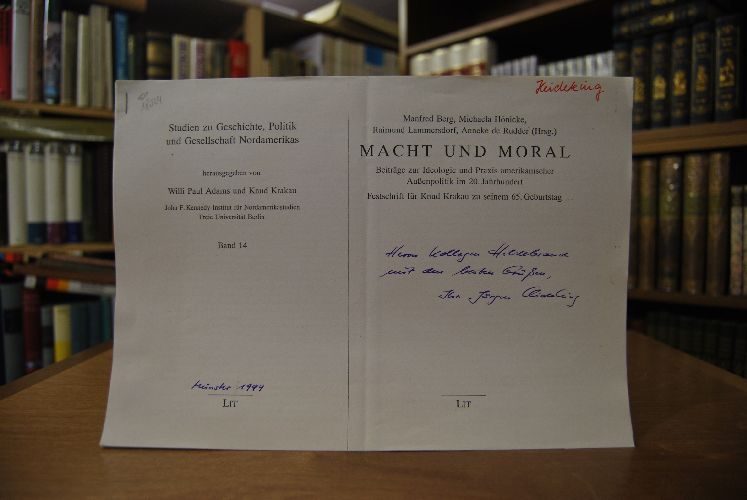 Studien zu Geschichte, Politik
und Gesellschaft Nordamerikas
herausgegeben von
Willi Paul Adams und Knud Krakau
John F. Kennedy-Institut für Nordamerikastudien
Freie Universität Berlin
Band 14
Münster 1999
LIT
Heideking
Manfred Berg, Michaela Hönicke,
Raimund Lammersdorf, Anneke de Rudder (Hrsg.)
MACHT UND MORAL
Beiträge zur Ideologie und Praxis amerikanischer
Außenpolitik im 20. Jahrhundert
Festschrift für Knud Krakau zu seinem 65. Geburtstag
Herrn Kollegen Hildebrand
mit den besten Grüßen,
Ihr Jürgen Heideking
LIT